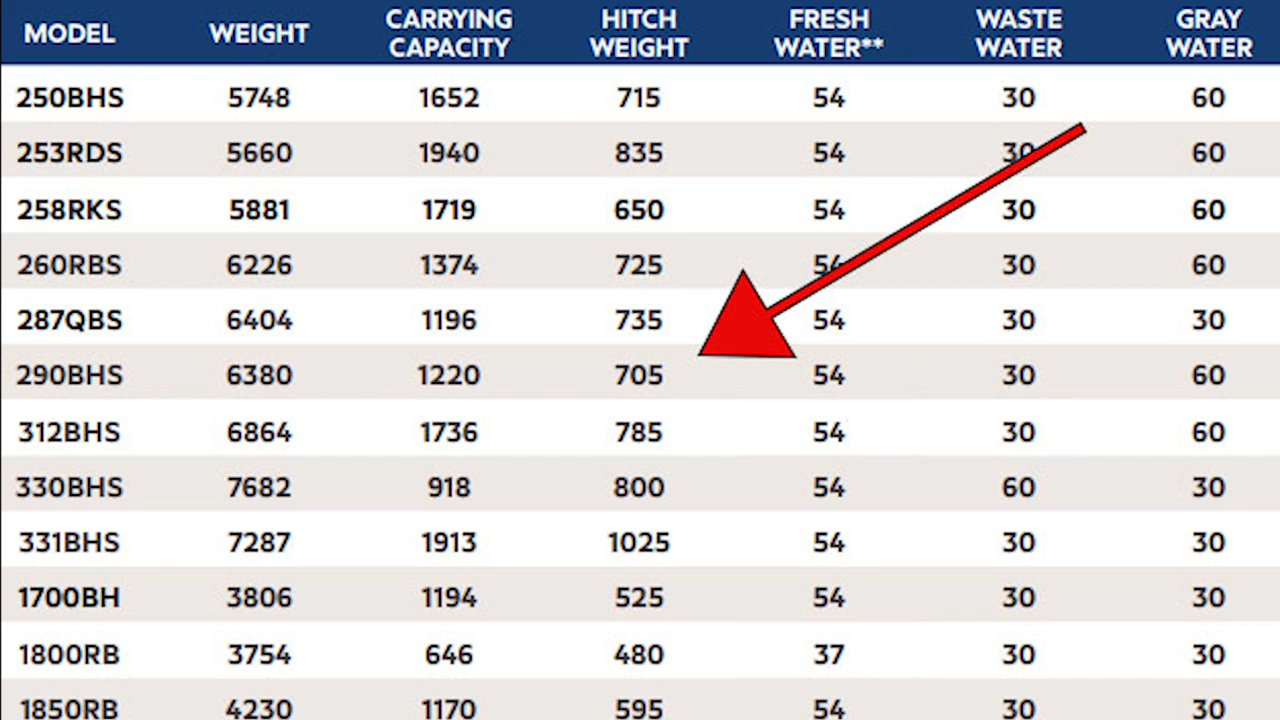 MODEL WEIGHT CARRYING CAPACITY HITCH WEIGHT FRESH WATER** WASTE WATER GRAY WATER
250BHS 5748 1652 715 54 30 60
253RDS 5660 1940 835 54 30 60
258RKS 5881 1719 650 54 30 60
260RBS 6226 1374 725 54 30 60
287QBS 6404 1196 735 54 30 30
290BHS 6380 1220 705 54 30 60
312BHS 6864 1736 785 54 30 60
330BHS 7682 918 800 54 60 30
331BHS 7287 1913 1025 54 30 30
1700BH 3806 1194 525 54 30 30
1800RB 3754 646 480 37 30 30
1850RB 4230 1170 595 54 30 30